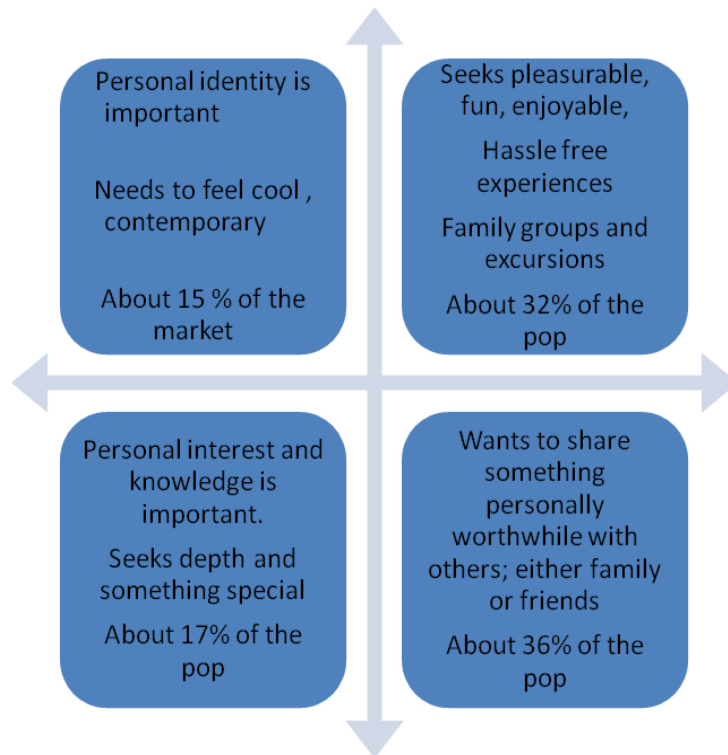 Personal identity is
important
Needs to feel cool , 
contemporary
About 15 % of the
market
Seeks pleasurable,
fun, enjoyable,
Hassle free
experiences
Family groups and
excursions
About 32% of the
pop
Personal interest and
knowledge is
important.
Seeks depth and
something special
About 17% of the
pop
Wants to share
something
personally
worthwhile with
others; either family
or friends
About 36% of the
pop